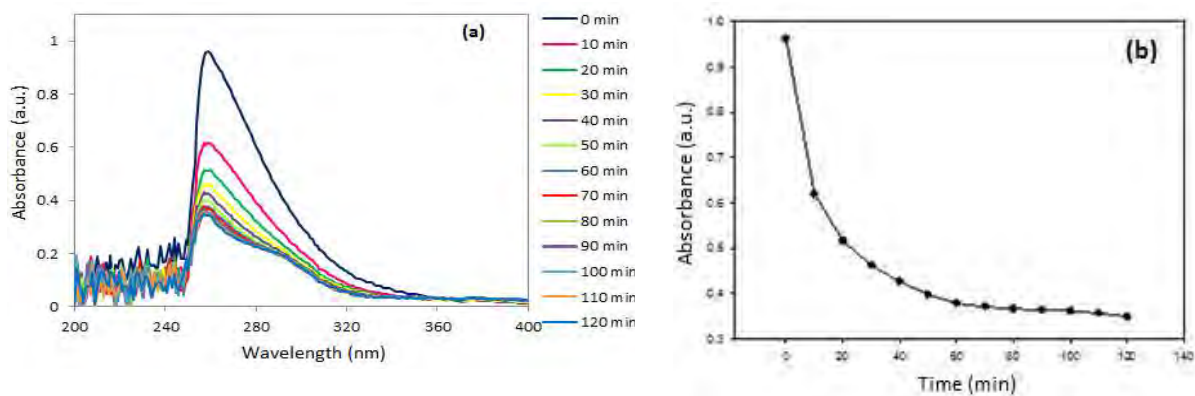 (a)
1
0.8
0.6
0.4
0.2
0
200
240
280
320
360
400
Absorbance (a.u.)
Wavelength (nm)
0 min
10 min
20 min
30 min
40 min
50 min
60 min
70 min
80 min
90 min
100 min
110 min
120 min
(b)
1.0
0.9
0.8
0.7
0.6
0.5
0.4
0.3
0
20
40
60
80
100
120
140
Absorbance (a.u.)
Time (min)